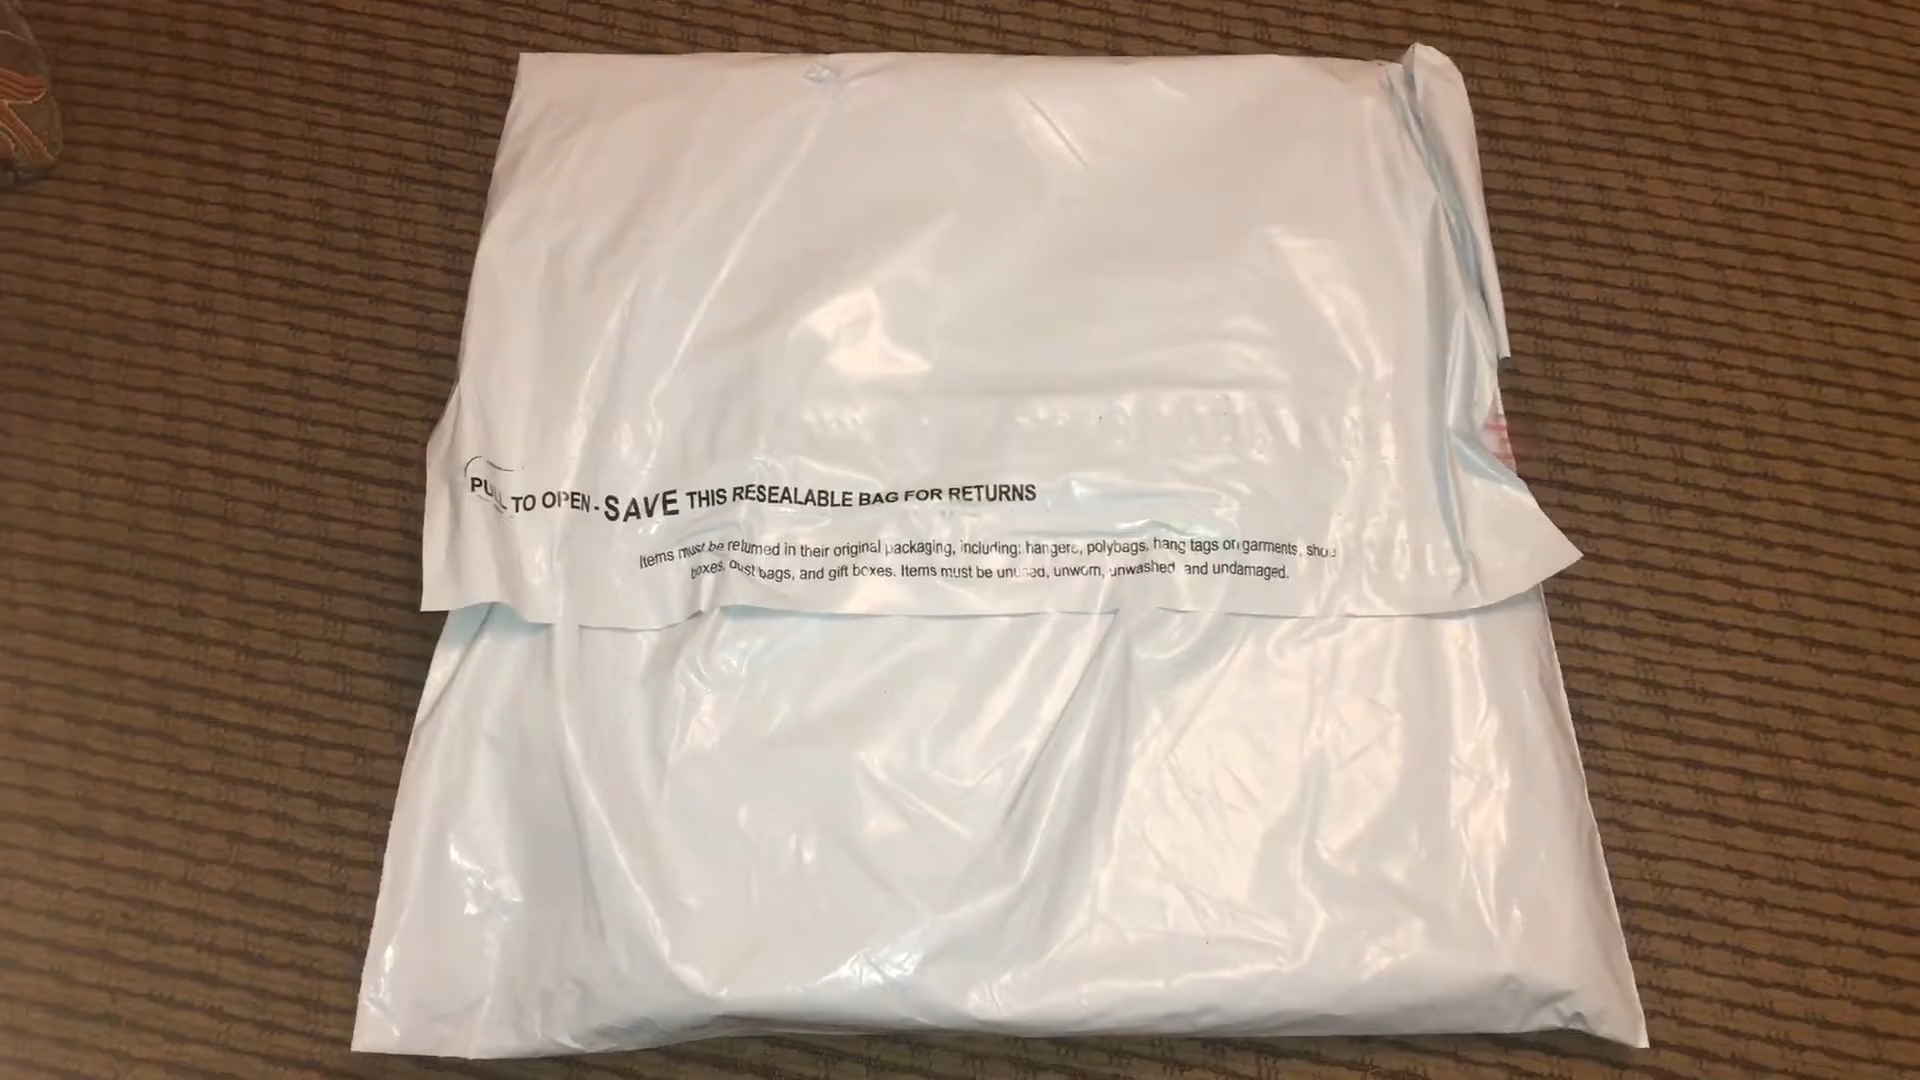 PULL TO OPEN - SAVE THIS RESEALABLE BAG FOR RETURNS
Items must be returned in their original packaging, including: hangers, polybags, hang tags on garments, shoe
boxes, dust bags, and gift boxes. Items must be unused, unworn, unwashed and undamaged.